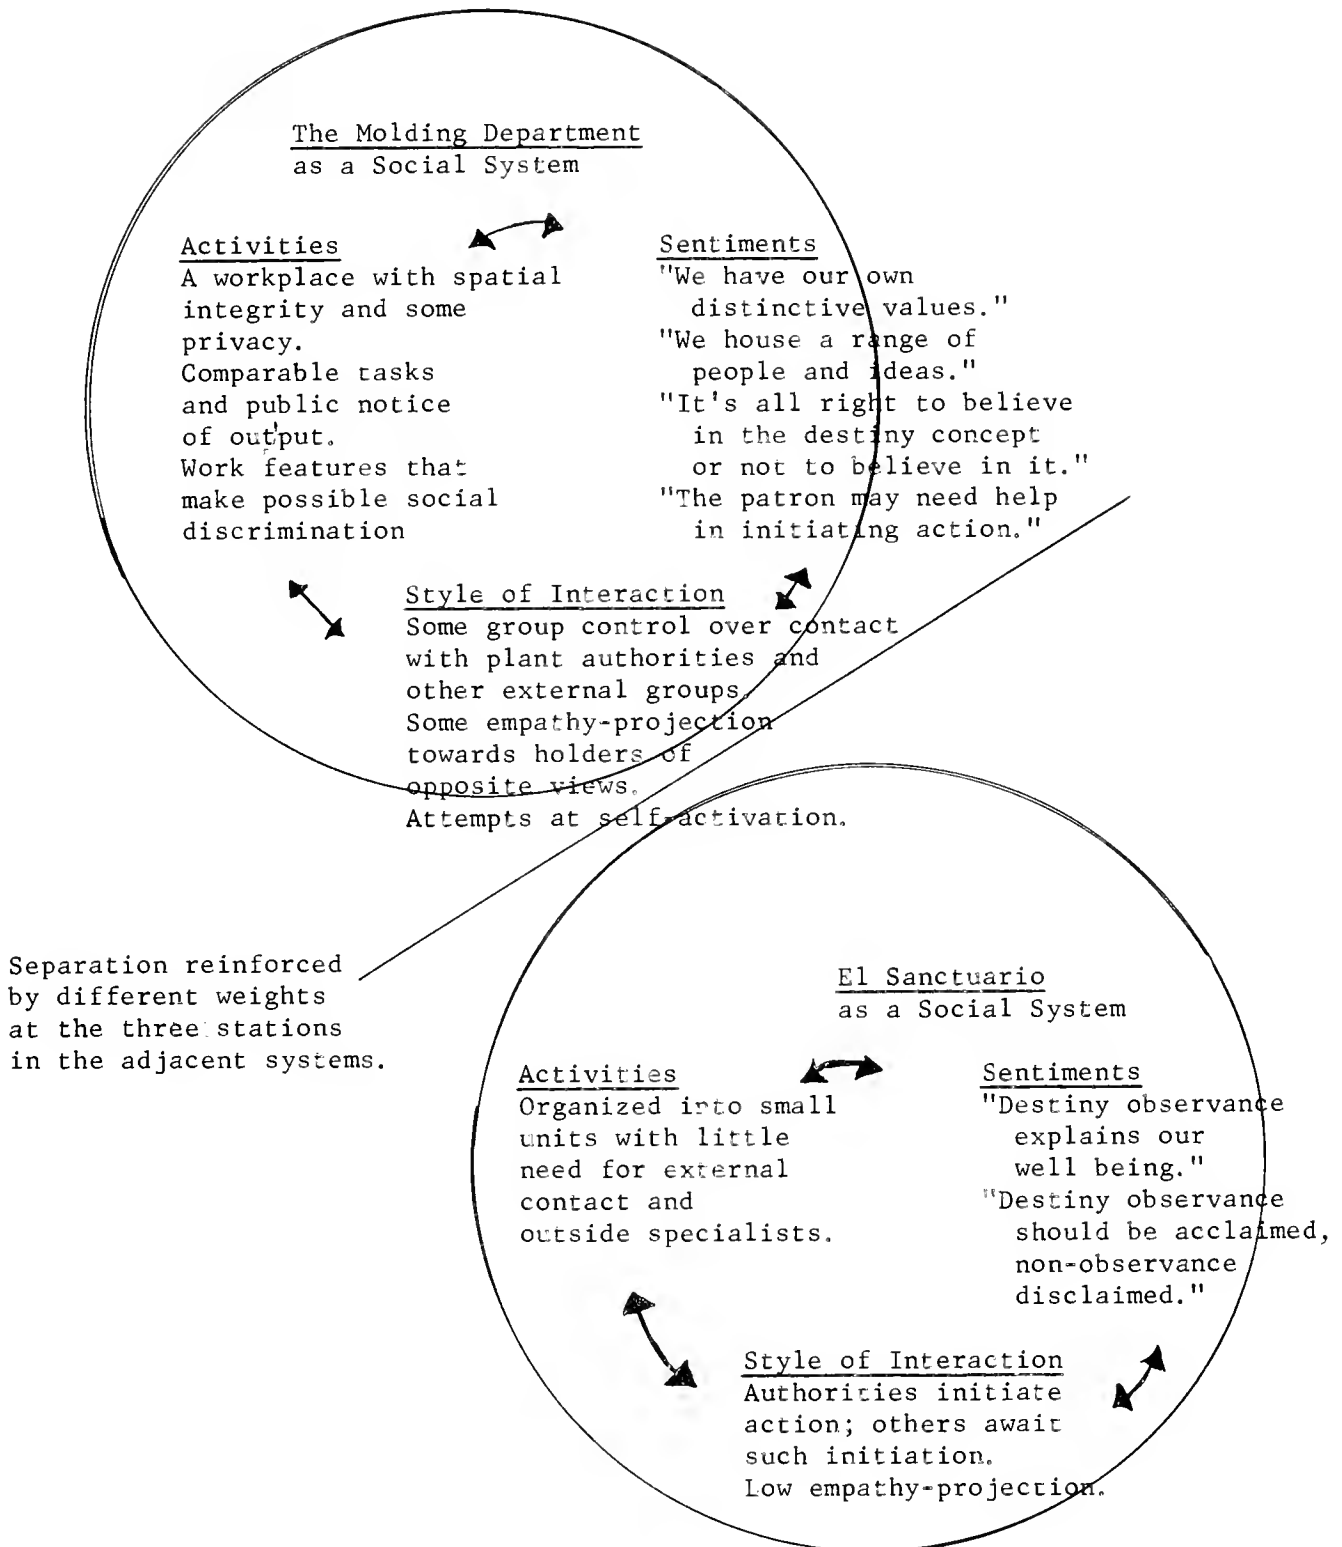 The Molding Department
as a Social System
Activities
A workplace with spatial
integrity and some
privacy.
Comparable tasks
and public notice
of output.
Work features that
make possible social
discrimination
Sentiments
"We have our own
distinctive values."
"We house a range of
people and ideas."
"It's all right to believe
in the destiny concept
or not to believe in it."
"The patron may need help
in initiating action."
Style of Interaction
Some group control over contact
with plant authorities and
other external groups.
Some empathy-projection
towards holders of
opposite views.
Attempts at self-activation.
Separation reinforced
by different weights
at the three stations
in the adjacent systems.
El Sanctuario
as a Social System
Activities
Organized into small
units with little
need for external
contact and
outside specialists.
Sentiments
"Destiny observance
explains our
well being."
"Destiny observance
should be acclaimed,
non-observance
disclaimed."
Style of Interaction
Authorities initiate
action; others await
such initiation.
Low empathy-projection.